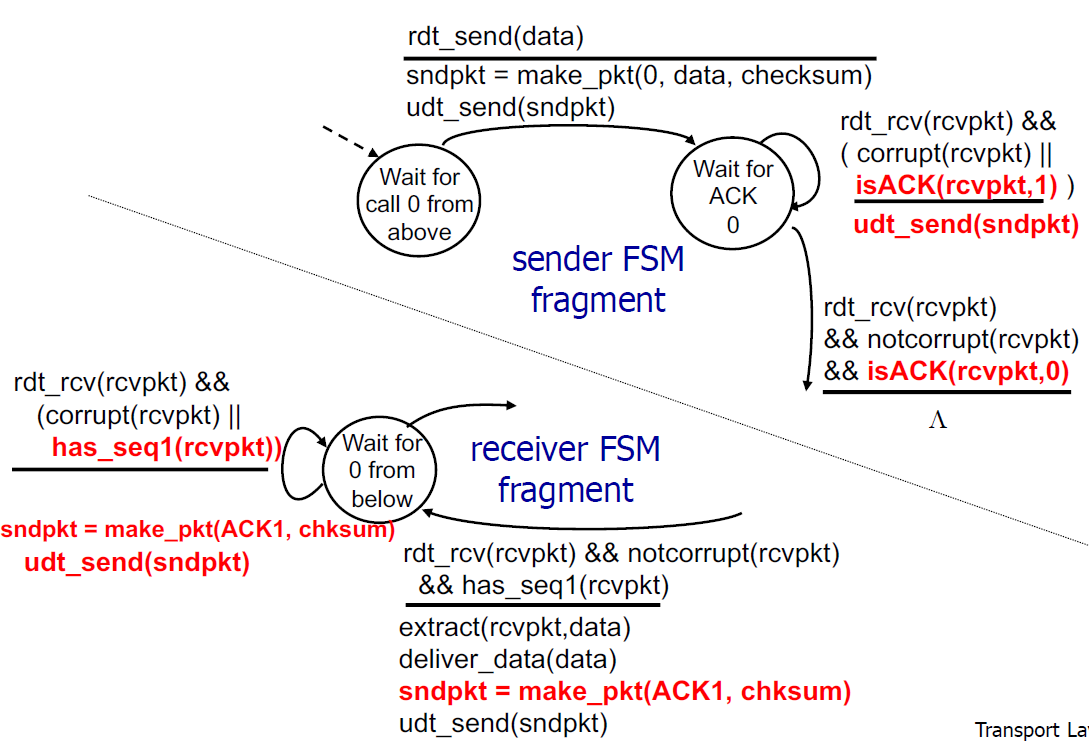 rdt_send(data)
sndpkt = make_pkt(0, data, checksum)
udt_send(sndpkt)
Wait for
call 0 from
above
Wait for
ACK
0
rdt_rcv(rcvpkt) &&
( corrupt(rcvpkt) ||
isACK(rcvpkt,1) )
udt_send(sndpkt)
sender FSM
fragment
rdt_rcv(rcvpkt)
&& notcorrupt(rcvpkt)
&& isACK(rcvpkt,0)
Λ
rdt_rcv(rcvpkt) &&
(corrupt(rcvpkt) ||
has_seq1(rcvpkt))
sndpkt = make_pkt(ACK1, chksum)
udt_send(sndpkt)
Wait for
0 from
below
receiver FSM
fragment
rdt_rcv(rcvpkt) && notcorrupt(rcvpkt)
&& has_seq1(rcvpkt)
extract(rcvpkt,data)
deliver_data(data)
sndpkt = make_pkt(ACK1, chksum)
udt_send(sndpkt)
Transport